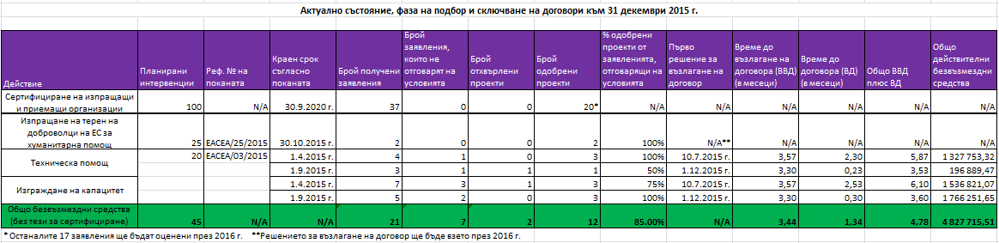 Актуално състояние, фаза на подбор и сключване на договори към 31 декември 2015 г.
Действие Планирани интервенции Реф. № на поканата Краен срок съгласно поканата Брой получени заявления Брой заявления, които не отговарят на условията Брой отхвърлени проекти Брой одобрени проекти % одобрени проекти от заявленията, отговарящи на условията Първо решение за възлагане на договор Време до възлагане на договора (ВВД) (в месеци) Време до договора (ВД) (в месеци) Общо ВВД плюс ВД Общо действителни безвъзмездни средства
Сертифициране на изпращащи и приемащи организации 100 N/A 30.9.2020 г. 37 0 0 20* N/A N/A N/A N/A N/A N/A
Изпращане на терен на доброволци на ЕС за хуманитарна помощ 25 EACEA/25/2015 30.10.2015 г. 2 0 0 2 100% N/A** N/A N/A N/A N/A
Техническа помощ 20 EACEA/03/2015 1.4.2015 г. 4 1 0 3 100% 10.7.2015 г. 3,57 2,30 5,87 1 327 753,32
1.9.2015 г. 3 1 1 1 50% 1.12.2015 г. 3,30 0,23 3,53 196 889,47
Изграждане на капацитет 1.4.2015 г. 7 3 1 3 75% 10.7.2015 г. 3,57 2,53 6,10 1 536 821,07
1.9.2015 г. 5 2 0 3 100% 1.12.2015 г. 3,30 0,30 3,60 1 766 251,65
Общо безвъзмездни средства (без тези за сертифициране) 45 N/A N/A 21 7 2 12 85.00% N/A 3,44 1,34 4,78 4 827 715,51
* Останалите 17 заявления ще бъдат оценени през 2016 г. **Решението за възлагане на договор ще бъде взето през 2016 г.